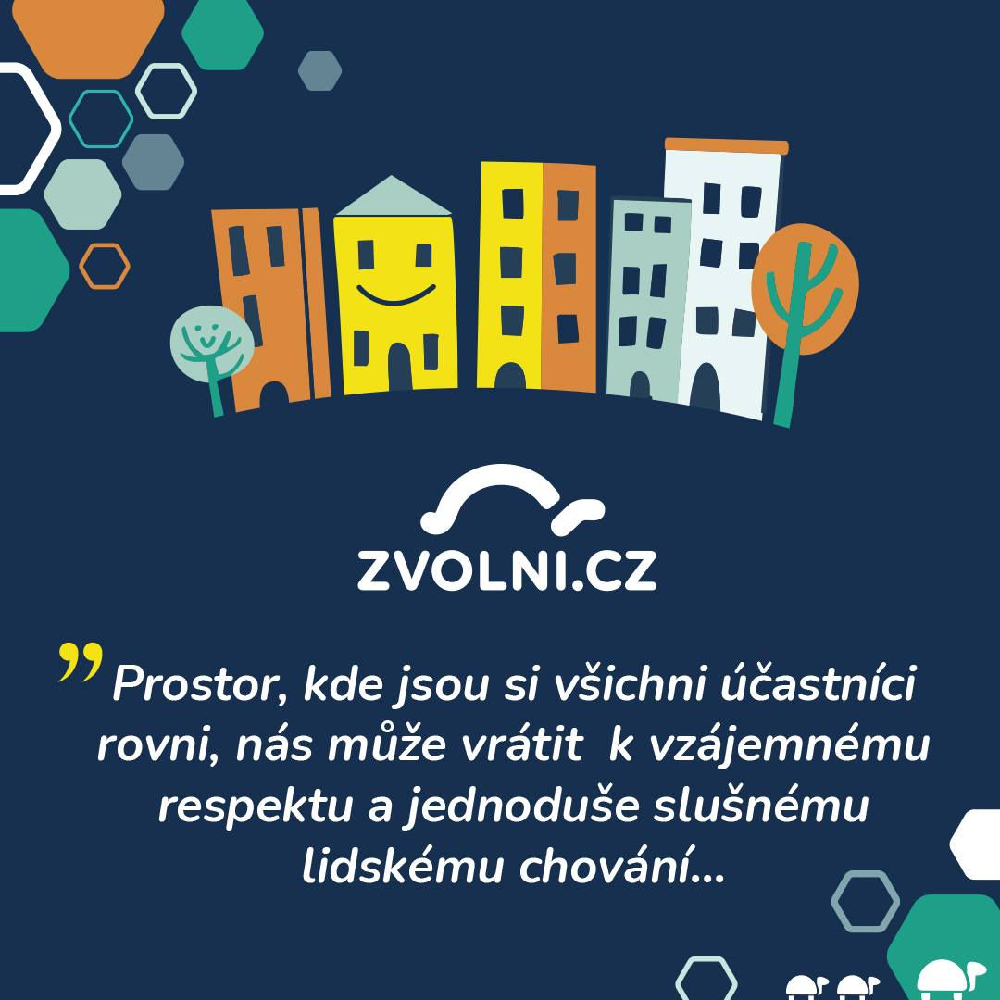 ZVOLNI.CZ
”Prostor, kde jsou si všichni účastníci
rovni, nás může vrátit  k vzájemnému
respektu a jednoduše slušnému
lidskému chování...